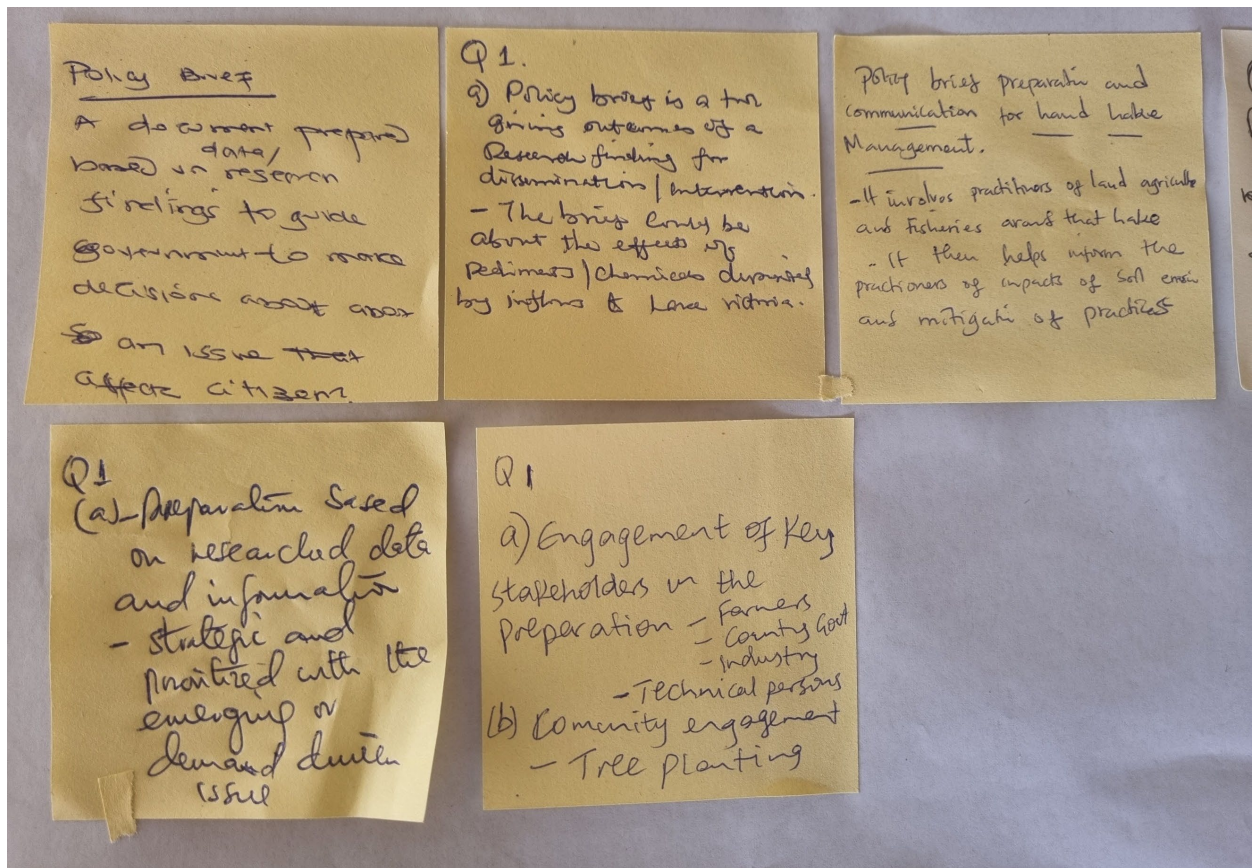 Policy Brief
A document prepared
data/
based on research
findings to guide
government to make
decisions about
an issue that
affects citizens.
Q1.
a) Policy brief is a tool
giving outcomes of a
Research finding for
dissemination / intervention.
- The brief could be
about the effects of
sediments / chemicals deposited
by inflows to Lake victoria.
Policy brief preparation and
communication for land lake
Management.
- It involves practitioners of land agriculture
and fisheries around that lake
- It then helps inform the
practioners of impacts of soil erosion
and mitigation of practices
Q1
(a) - Preparation based
on researched data
and information
- strategic and
prioritized with the
emerging or
demand driven
issue
Q1
a) Engagement of Key
stakeholders in the
preparation - Farmers
- County Govt
- Industry
- Technical persons
(b) Comunity engagement
- Tree planting